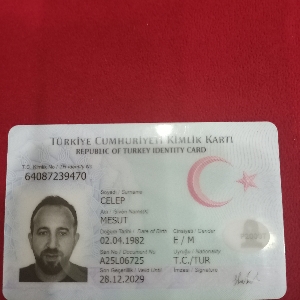 TÜRKİYE CUMHURİYETİ KİMLİK KARTI
REPUBLIC OF TURKEY IDENTITY CARD
T.C. Kimlik No / TR Identity No
64087239470
Soyadı / Surname
CELEP
Adı / Given Name(s)
MESUT
Doğum Tarihi / Date of Birth
Cinsiyeti / Gender
02.04.1982
E / M
Seri No / Document No
Uyruğu / Nationality
A25L06725
T.C./TUR
Son Geçerlilik / Valid Until
İmzası / Signature
28.12.2029